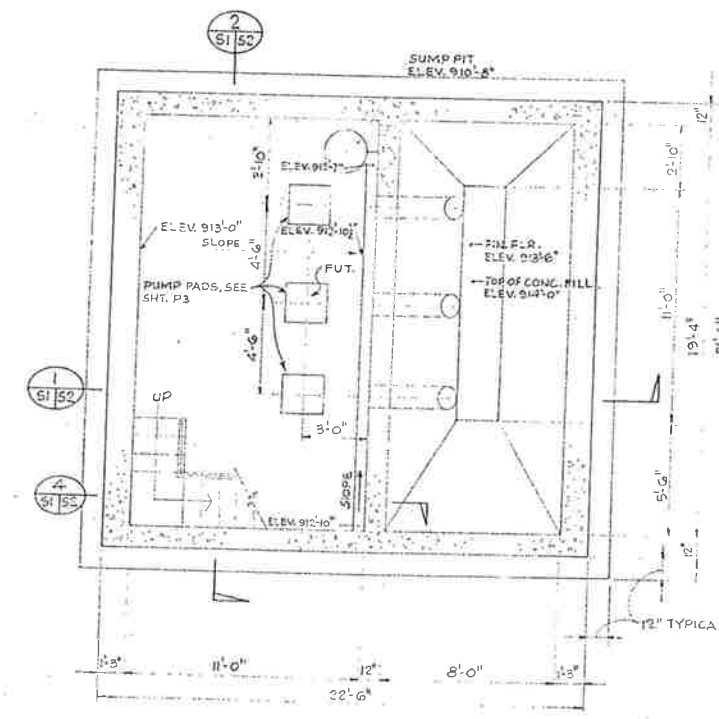 2
S1 S2
SUMP PIT
ELEV. 910'-8"
12"
2'-10"
2'-10"
ELEV. 912'-7"
ELEV. 913'-0"
SLOPE
ELEV. 912'-10½"
FIN. FLR.
ELEV. 913'-6"
4'-6"
FUT.
PUMP PADS, SEE
SHT. P3
TOP OF CONC. FILL
ELEV. 914'-0"
11'-0"
19'-4"
4'-6"
1
S1 S2
UP
3'-0"
4
S1
SLOPE
5'-6"
ELEV. 912'-10"
12"
12" TYPICA
1'-3"
11'-0"
12"
8'-0"
1'-3"
22'-6"